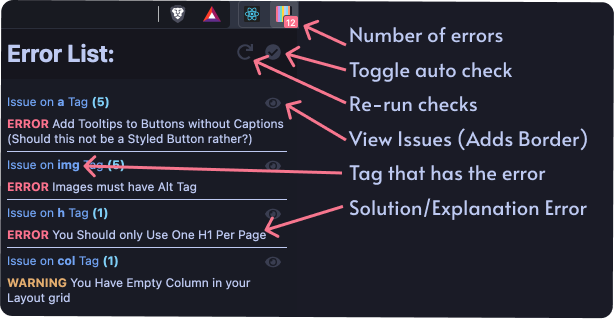 12
Error List:
Issue on a Tag (5)
ERROR Add Tooltips to Buttons without Captions
(Should this not be a Styled Button rather?)
Issue on img Tag (5)
ERROR Images must have Alt Tag
Issue on h Tag (1)
ERROR You Should only Use One H1 Per Page
Issue on col Tag (1)
WARNING You Have Empty Column in your
Layout grid
Number of errors
Toggle auto check
Re-run checks
View Issues (Adds Border)
Tag that has the error
Solution/Explanation Error